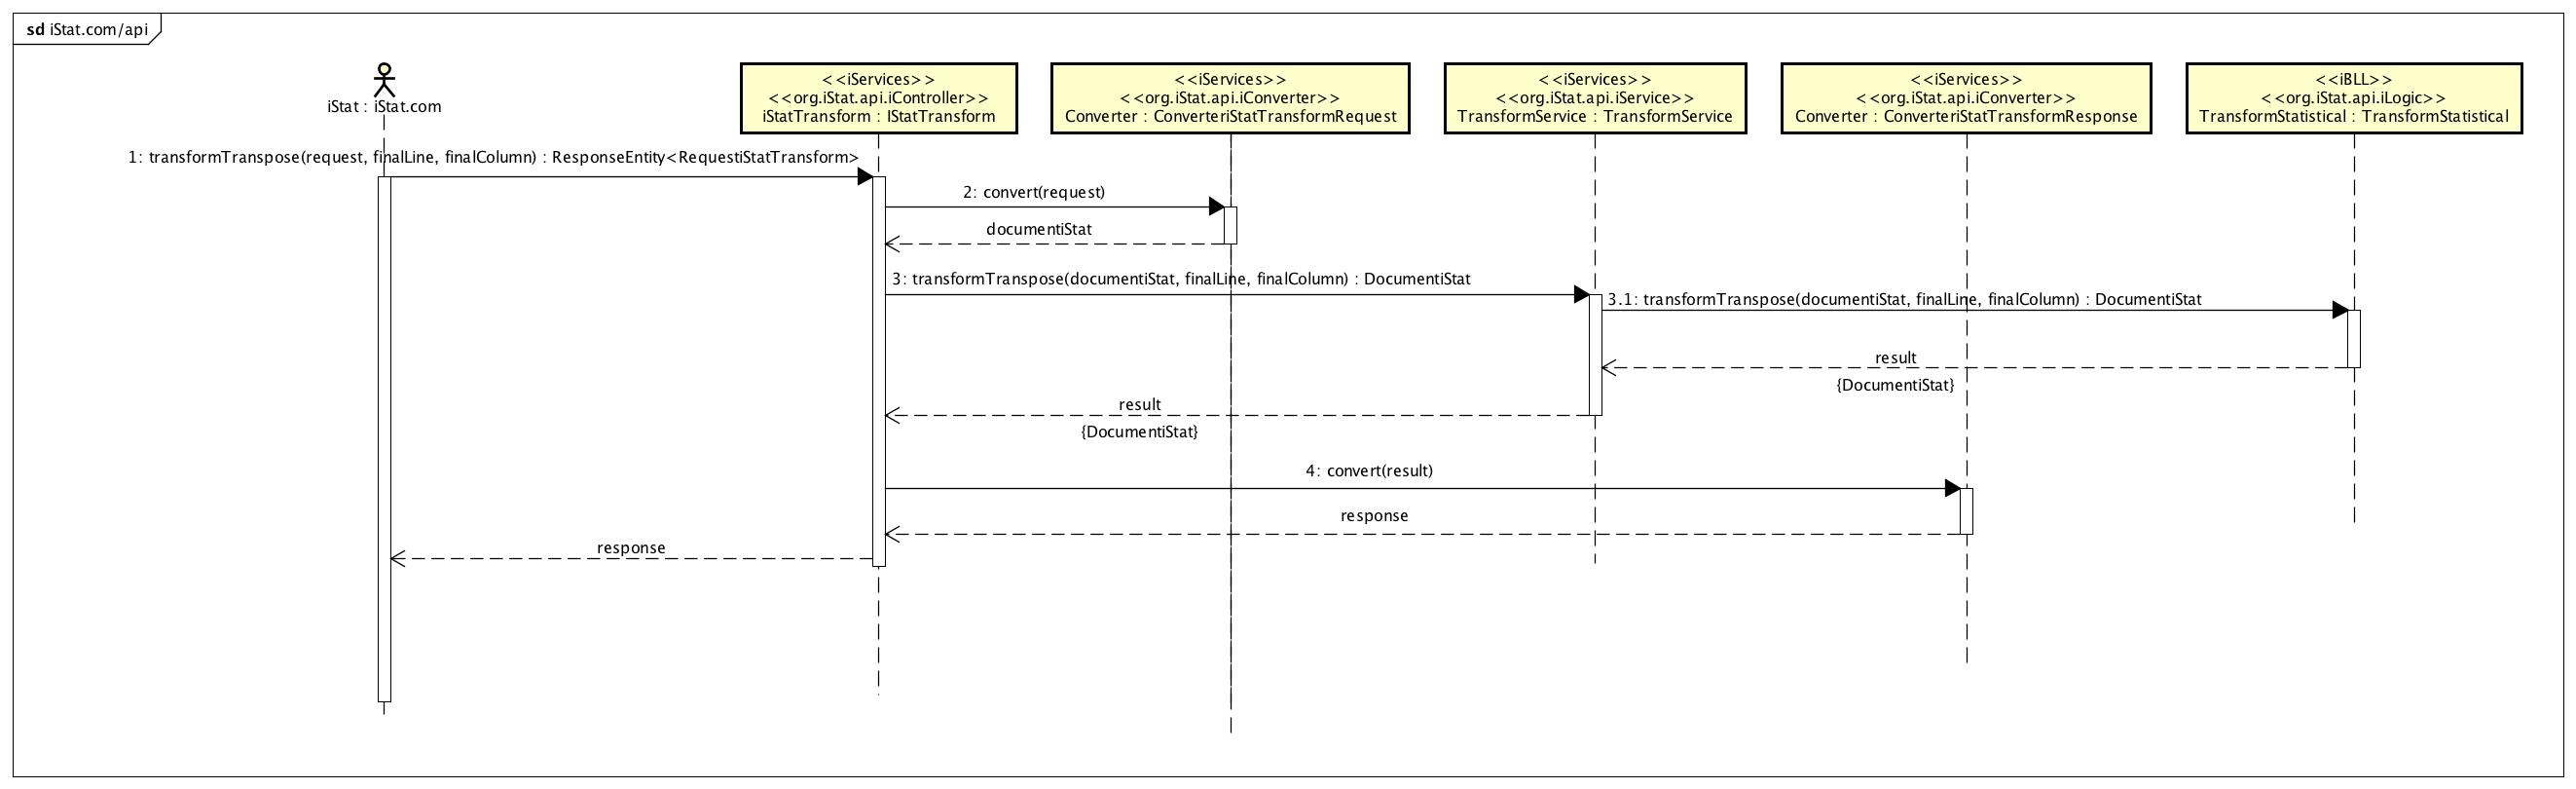 sd iStat.com/api
iStat : iStat.com
<<iServices>>
<<org.iStat.api.iController>>
iStatTransform : IStatTransform
<<iServices>>
<<org.iStat.api.iConverter>>
Converter : ConverteriStatTransformRequest
<<iServices>>
<<org.iStat.api.iService>>
TransformService : TransformService
<<iServices>>
<<org.iStat.api.iConverter>>
Converter : ConverteriStatTransformResponse
<<iBLL>>
<<org.iStat.api.iLogic>>
TransformStatistical : TransformStatistical
1: transformTranspose(request, finalLine, finalColumn) : ResponseEntity<RequestiStatTransform>
2: convert(request)
documentiStat
3: transformTranspose(documentiStat, finalLine, finalColumn) : DocumentiStat
3.1: transformTranspose(documentiStat, finalLine, finalColumn) : DocumentiStat
result
{DocumentiStat}
result
{DocumentiStat}
4: convert(result)
response
response